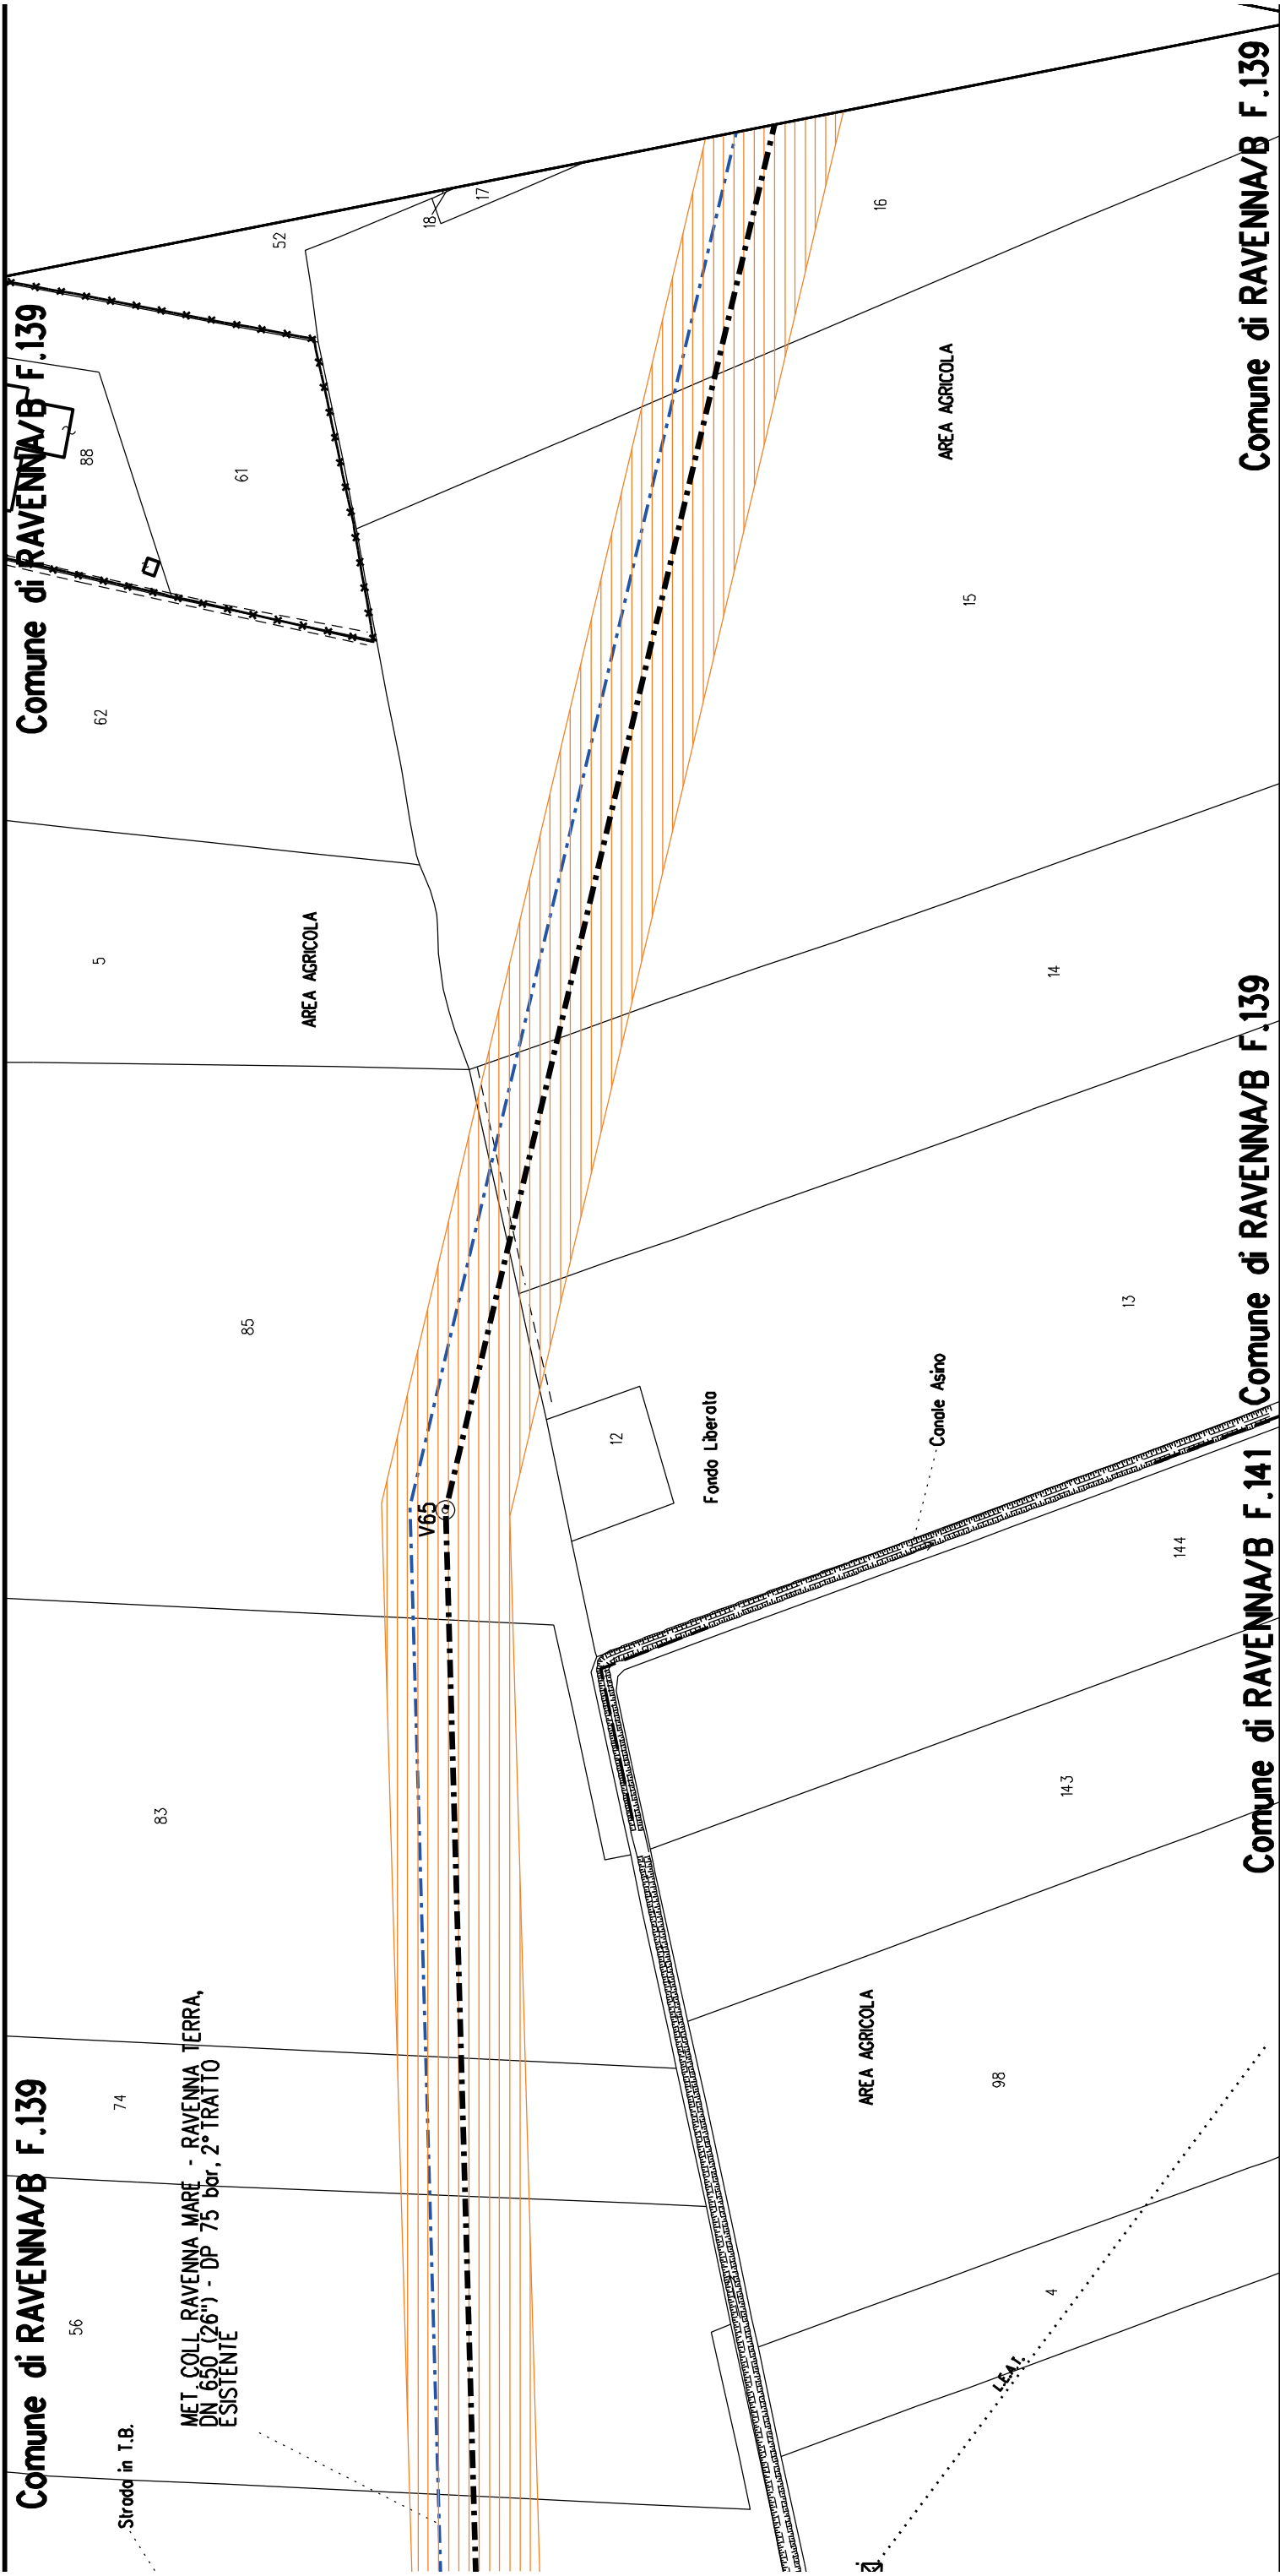 Comune di RAVENNA/B F.139
Comune di RAVENNA/B F.139
56
74
83
85
5
62
61
88
52
Strada in T.B.
MET. COLL. RAVENNA MARE - RAVENNA TERRA,
DN 650 (26") - DP 75 bar, 2° TRATTO
ESISTENTE
AREA AGRICOLA
18
17
V65
12
Fondo Liberata
16
15
14
13
AREA AGRICOLA
Canale Asino
AREA AGRICOLA
4
98
143
144
I.E.A.T.
Comune di RAVENNA/B F.141
Comune di RAVENNA/B F.139
Comune di RAVENNA/B F.139